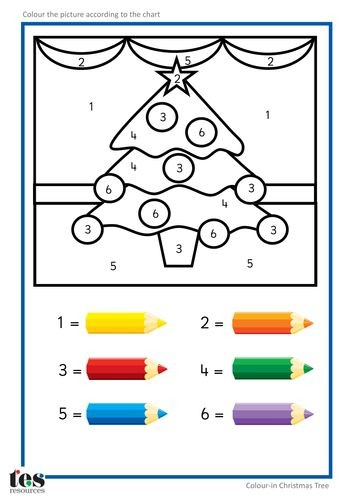 Colour the picture according to the chart
2 5 2
2
1 1
3
6
4
4 3
6 3
4
6
3 6 3
3
5 5
1 = 2 =
3 = 4 =
5 = 6 =
tes
resources
Colour-in Christmas Tree